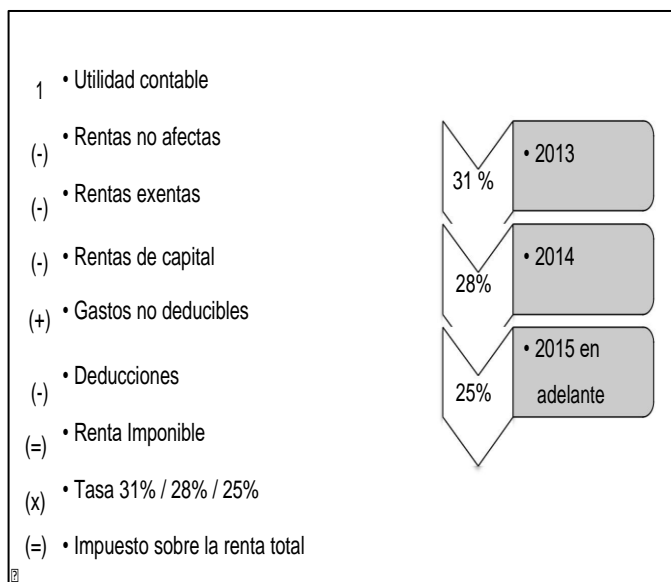 1 • Utilidad contable
(-) • Rentas no afectas
(-) • Rentas exentas
(-) • Rentas de capital
(+) • Gastos no deducibles
(-) • Deducciones
(=) • Renta Imponible
(x) • Tasa 31% / 28% / 25%
(=) • Impuesto sobre la renta total
31 % • 2013
28% • 2014
25% • 2015 en
adelante